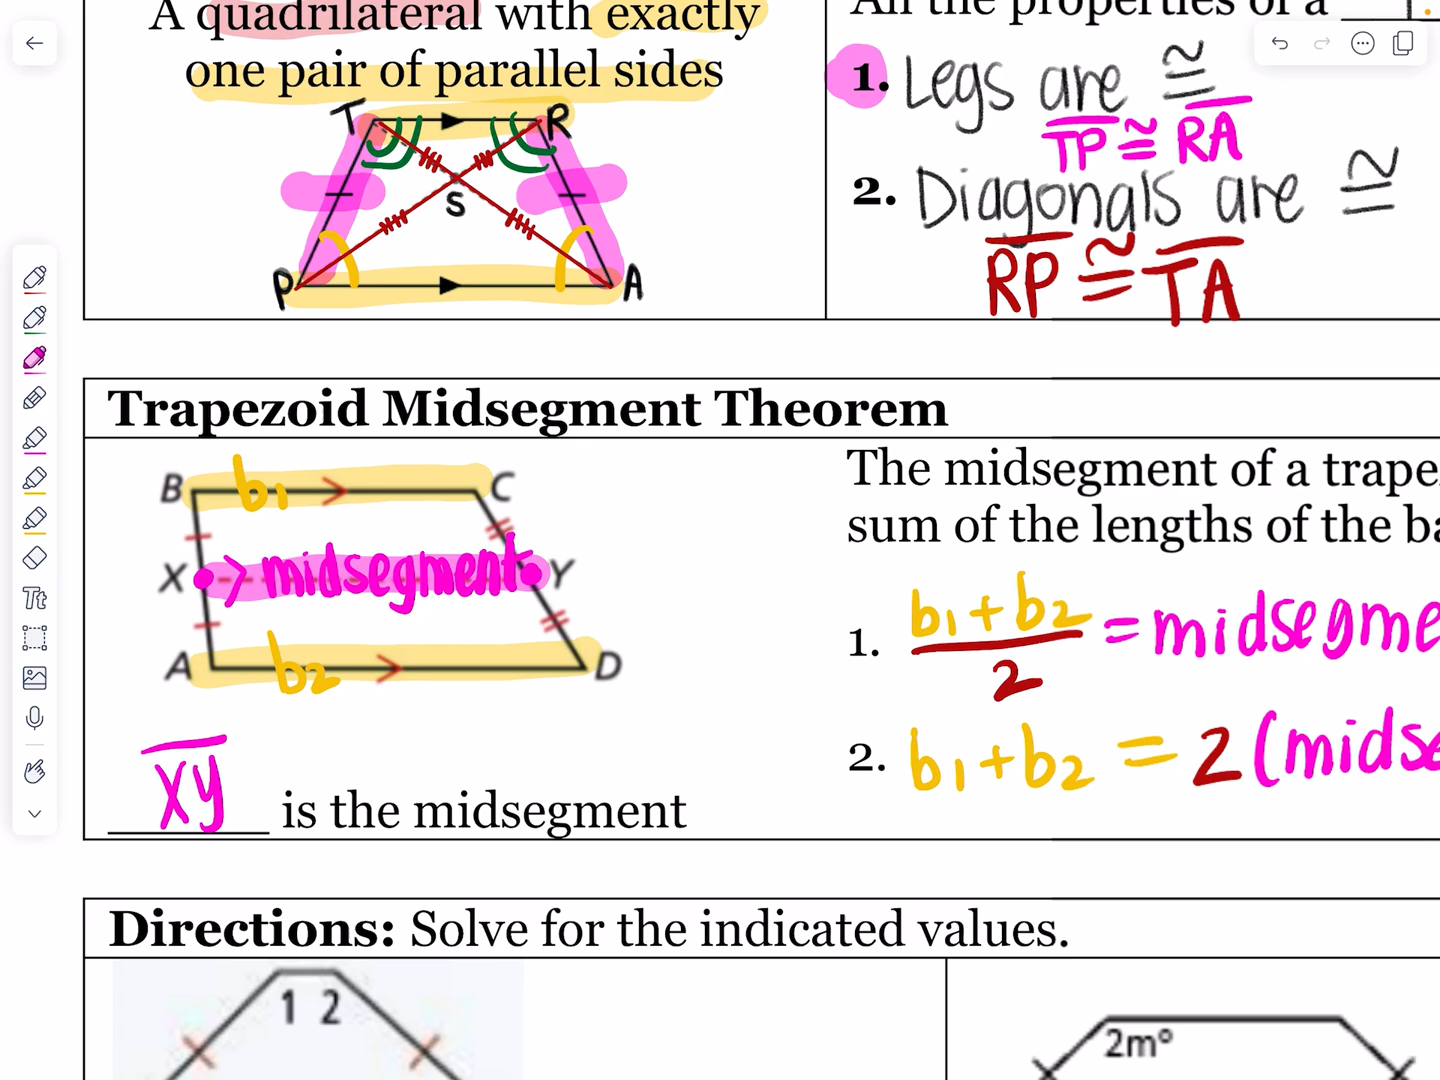 A quadrilateral with exactly
one pair of parallel sides
T R
S
P A
All the properties of a
1. Legs are ≅
TP ≅ RA
2. Diagonals are ≅
RP ≅ TA
Trapezoid Midsegment Theorem
B b₁ C
X > midsegment Y
A b₂ D
XY is the midsegment
The midsegment of a trape
sum of the lengths of the ba
1. b₁+b₂ / 2 = midsegme
2. b₁+b₂ = 2(midse
Directions: Solve for the indicated values.
1 2
2m°
Tt